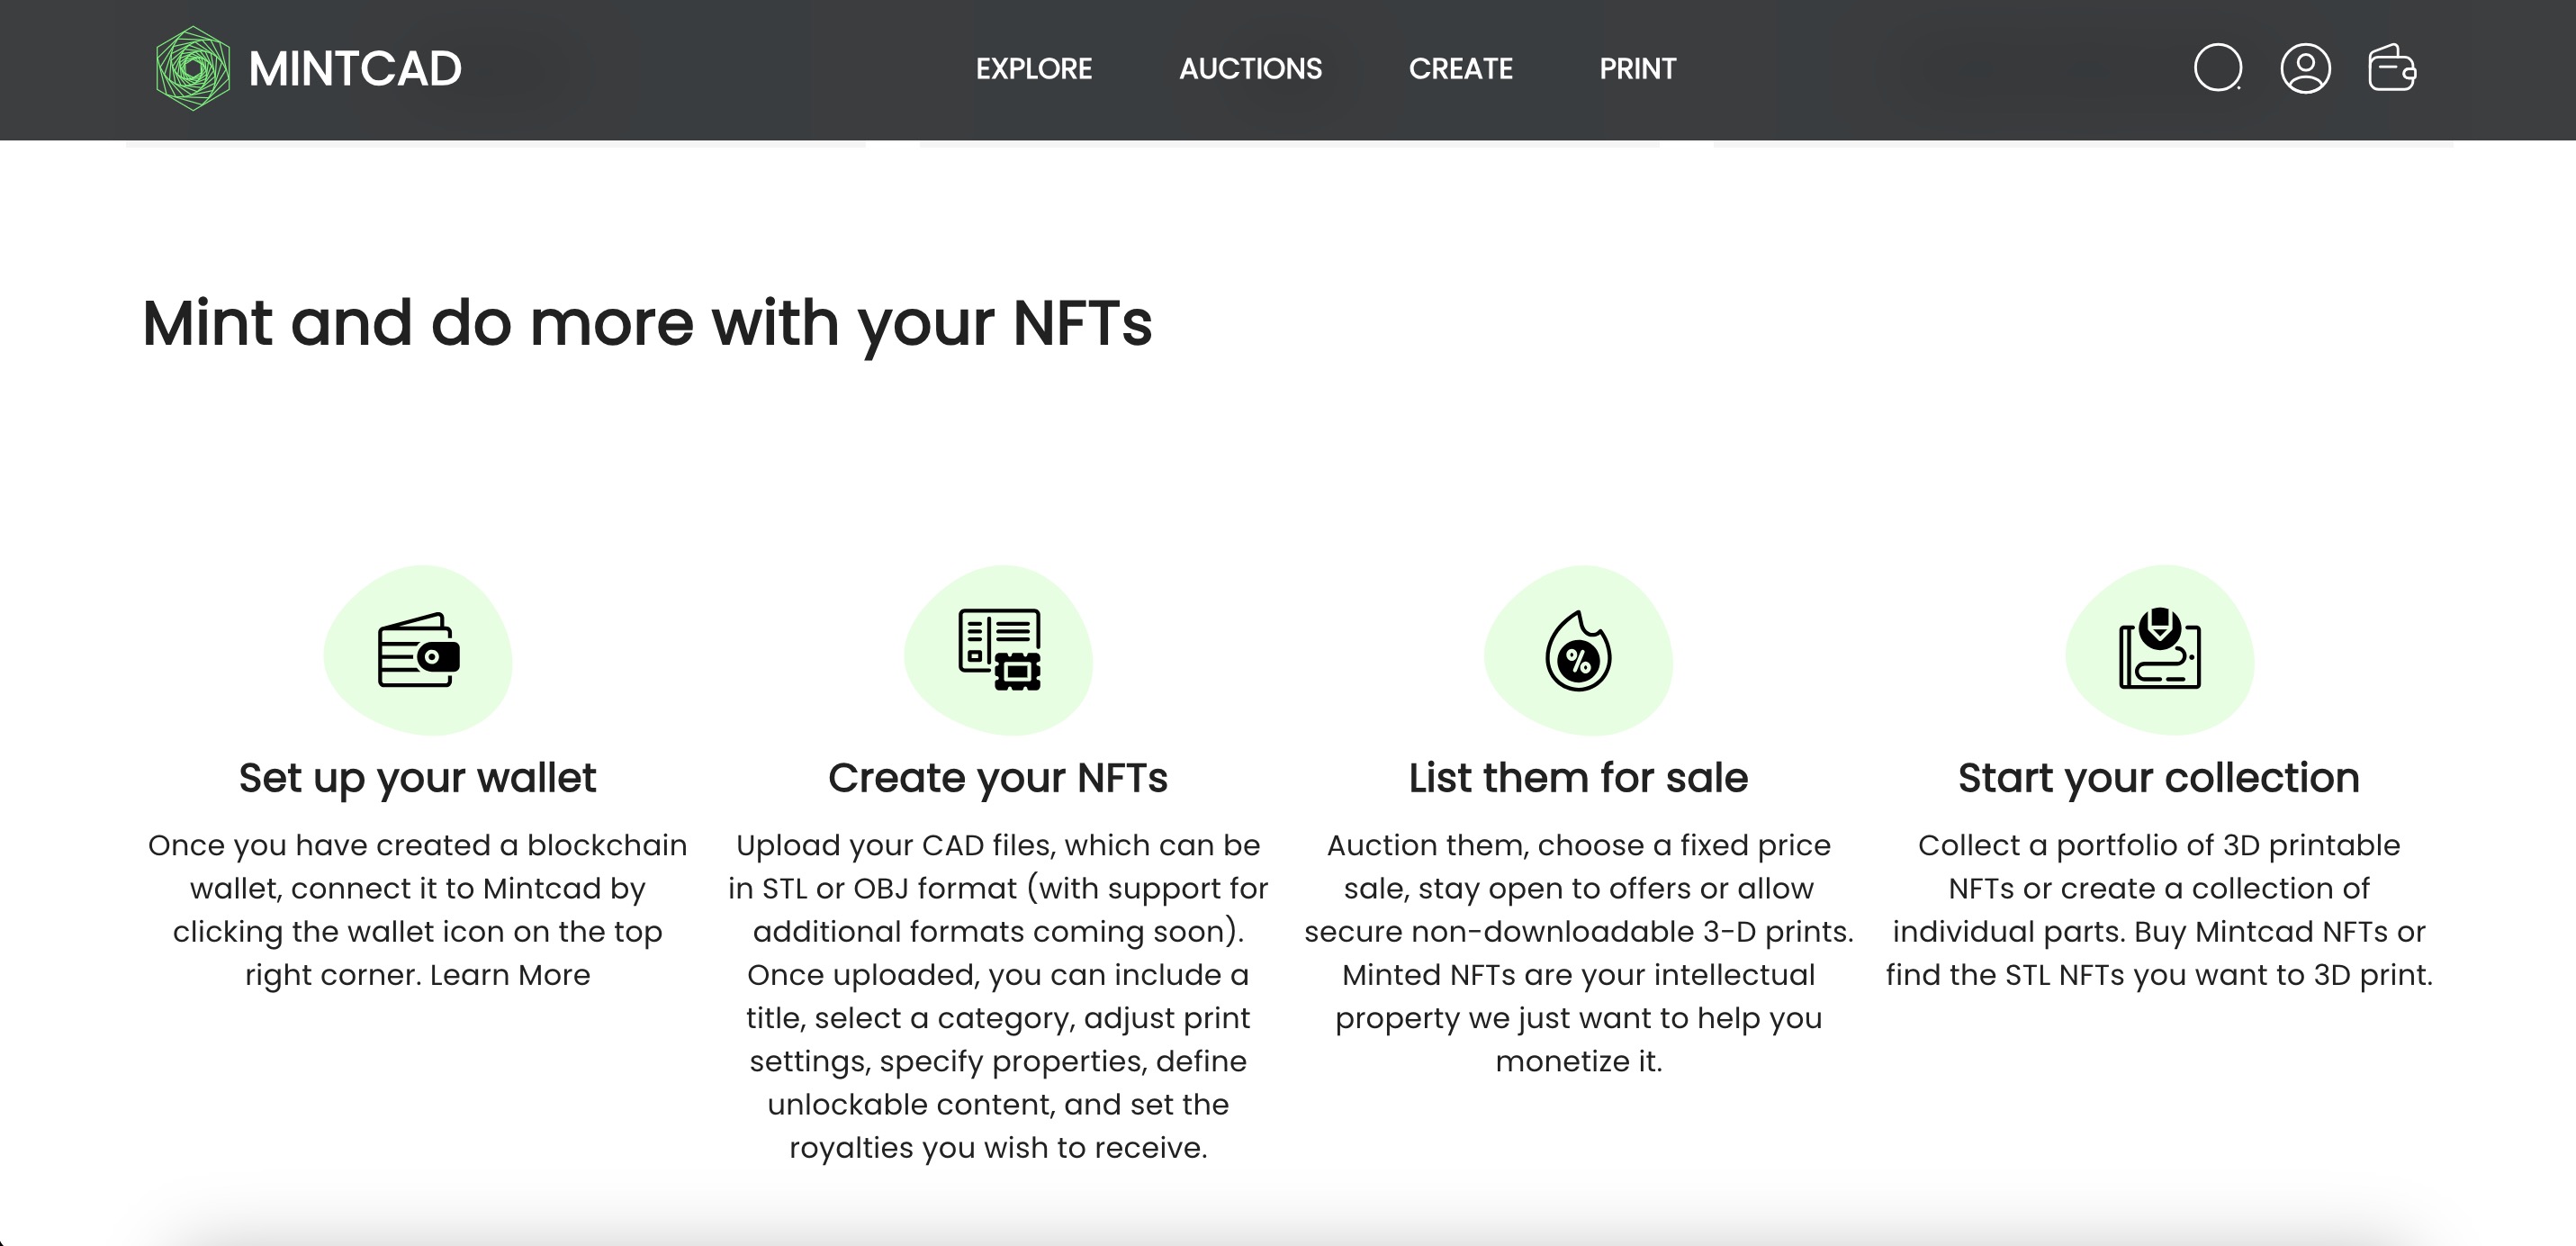 MINTCAD
EXPLORE AUCTIONS CREATE PRINT
Mint and do more with your NFTs
%
Set up your wallet
Once you have created a blockchain
wallet, connect it to Mintcad by
clicking the wallet icon on the top
right corner. Learn More
Create your NFTs
Upload your CAD files, which can be
in STL or OBJ format (with support for
additional formats coming soon).
Once uploaded, you can include a
title, select a category, adjust print
settings, specify properties, define
unlockable content, and set the
royalties you wish to receive.
List them for sale
Auction them, choose a fixed price
sale, stay open to offers or allow
secure non-downloadable 3-D prints.
Minted NFTs are your intellectual
property we just want to help you
monetize it.
Start your collection
Collect a portfolio of 3D printable
NFTs or create a collection of
individual parts. Buy Mintcad NFTs or
find the STL NFTs you want to 3D print.